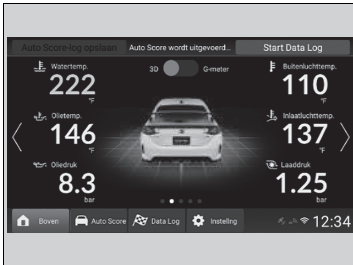 Auto Score-log opslaan
Auto Score wordt uitgevoerd...
Start Data Log
Watertemp.
222
°F
3D
G-meter
Buitenluchttemp.
110
°F
Olietemp.
146
°F
Inlaatluchttemp.
137
°F
Oliedruk
8.3
bar
Laaddruk
1.25
bar
Boven
Auto Score
Data Log
Instelling
12:34